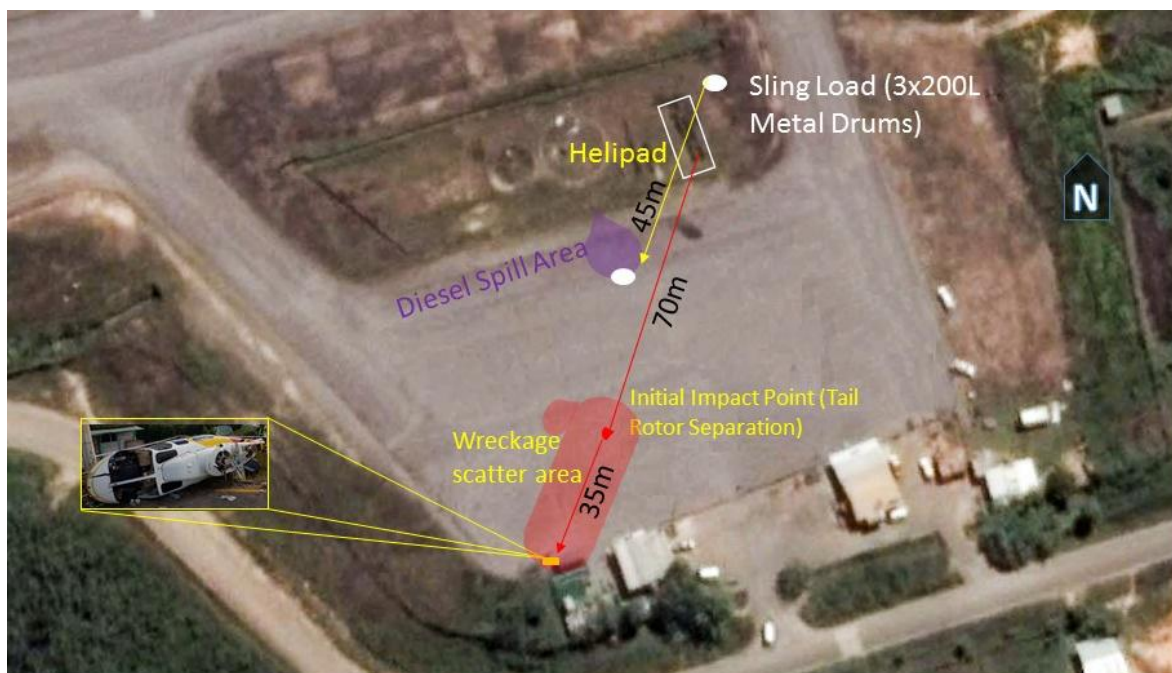 Sling Load (3x200L
Metal Drums)
Helipad
N
45m
Diesel Spill Area
70m
Initial Impact Point (Tail
Rotor Separation)
Wreckage
scatter area
35m